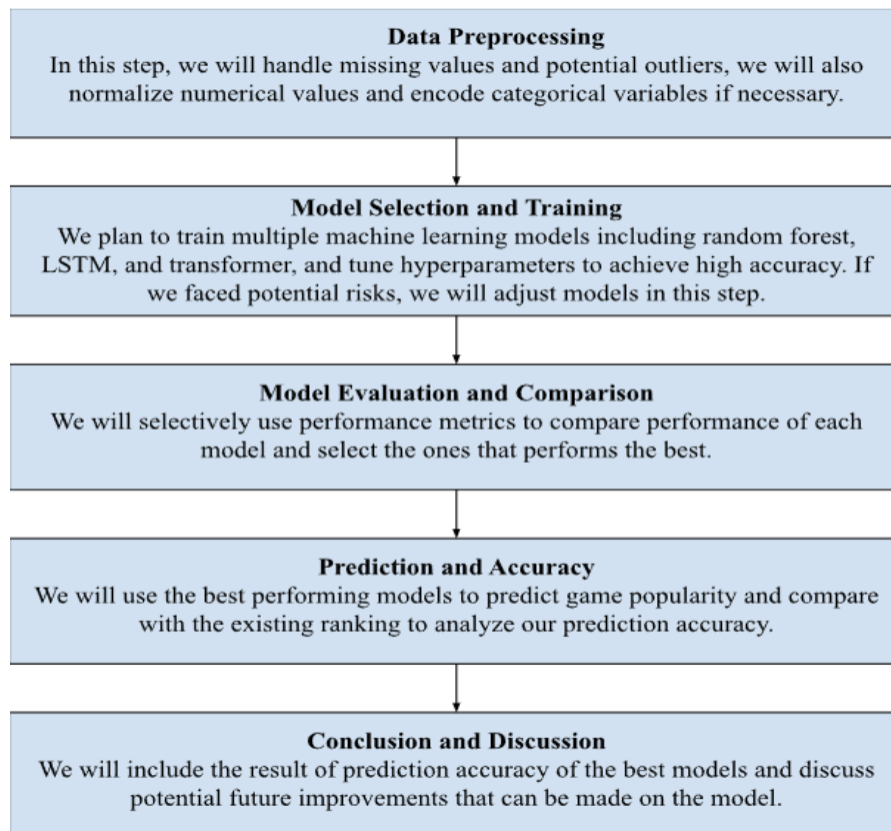 Data Preprocessing
In this step, we will handle missing values and potential outliers, we will also
normalize numerical values and encode categorical variables if necessary.
Model Selection and Training
We plan to train multiple machine learning models including random forest,
LSTM, and transformer, and tune hyperparameters to achieve high accuracy. If
we faced potential risks, we will adjust models in this step.
Model Evaluation and Comparison
We will selectively use performance metrics to compare performance of each
model and select the ones that performs the best.
Prediction and Accuracy
We will use the best performing models to predict game popularity and compare
with the existing ranking to analyze our prediction accuracy.
Conclusion and Discussion
We will include the result of prediction accuracy of the best models and discuss
potential future improvements that can be made on the model.